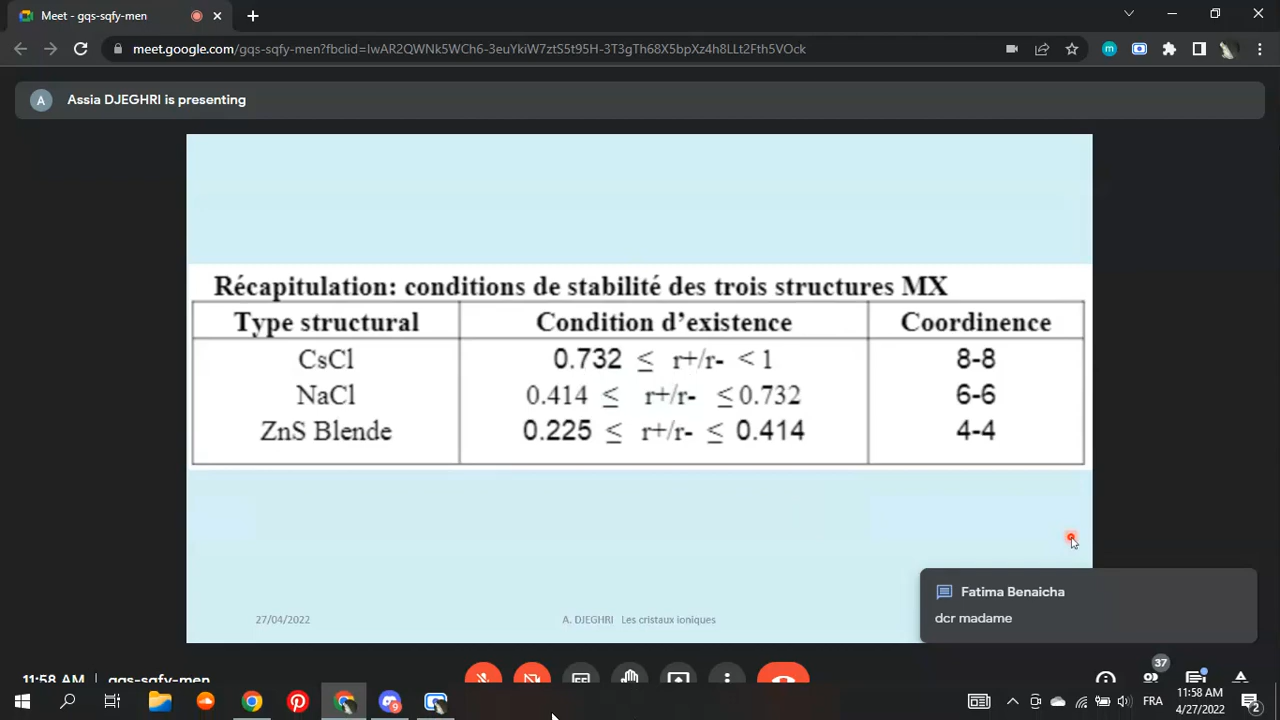 Meet - gqs-sqfy-men
meet.google.com/gqs-sqfy-men?fbclid=IwAR2QWNk5WCh6-3euYkiW7ztS5t95H-3T3gTh68X5bpXz4h8LLt2Fth5VOck
A Assia DJEGHRI is presenting
Récapitulation: conditions de stabilité des trois structures MX
Type structural Condition d'existence Coordinence
CsCl 0.732 ≤ r+/r- < 1 8-8
NaCl 0.414 ≤ r+/r- ≤ 0.732 6-6
ZnS Blende 0.225 ≤ r+/r- ≤ 0.414 4-4
Fatima Benaicha
dcr madame
27/04/2022 A. DJEGHRI Les cristaux ioniques
37
11:58 AM gqs-sqfy-men
9
FRA
11:58 AM
4/27/2022
2